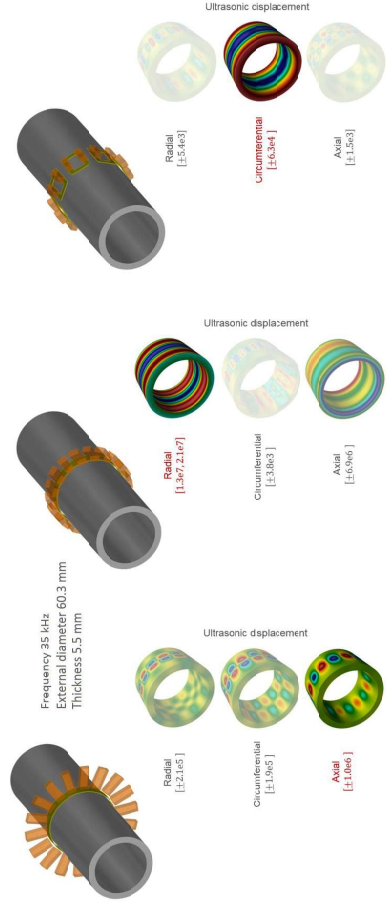 Ultrasonic displacement
Radial
[±5.4e3]
Circumferential
[±6.3e4 ]
Axial
[±1.5e3]
Ultrasonic displacement
Radial
[1.3e7,2.1e7]
Circumferential
[±3.8e3 ]
Axial
[±6.9e6 ]
Frequency 35 kHz
External diameter 60.3 mm
Thickness 5.5 mm
Ultrasonic displacement
Radial
[±2.1e5 ]
Circumferential
[±1.9e5 ]
Axial
[±1.0e6 ]